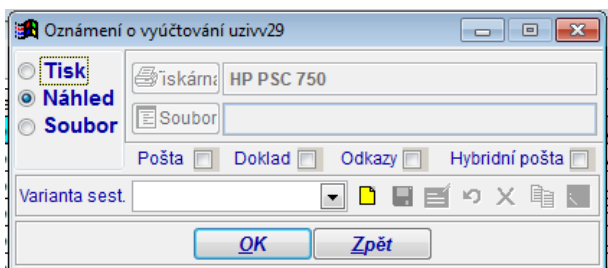 Oznámení o vyúčtování uzivv29
Tisk
Náhled
Soubor
iskárna HP PSC 750
Soubor
Pošta Doklad Odkazy Hybridní pošta
Varianta sest.
OK Zpět